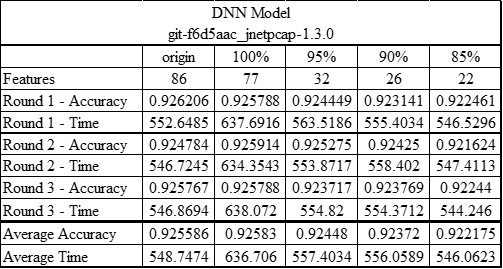 DNN Model
git-f6d5aac_jnetpcap-1.3.0
origin 100% 95% 90% 85%
Features 86 77 32 26 22
Round 1 - Accuracy 0.926206 0.925788 0.924449 0.923141 0.922461
Round 1 - Time 552.6485 637.6916 563.5186 555.4034 546.5296
Round 2 - Accuracy 0.924784 0.925914 0.925275 0.92425 0.921624
Round 2 - Time 546.7245 634.3543 553.8717 558.402 547.4113
Round 3 - Accuracy 0.925767 0.925788 0.923717 0.923769 0.92244
Round 3 - Time 546.8694 638.072 554.82 554.3712 544.246
Average Accuracy 0.925586 0.92583 0.92448 0.92372 0.922175
Average Time 548.7474 636.706 557.4034 556.0589 546.0623